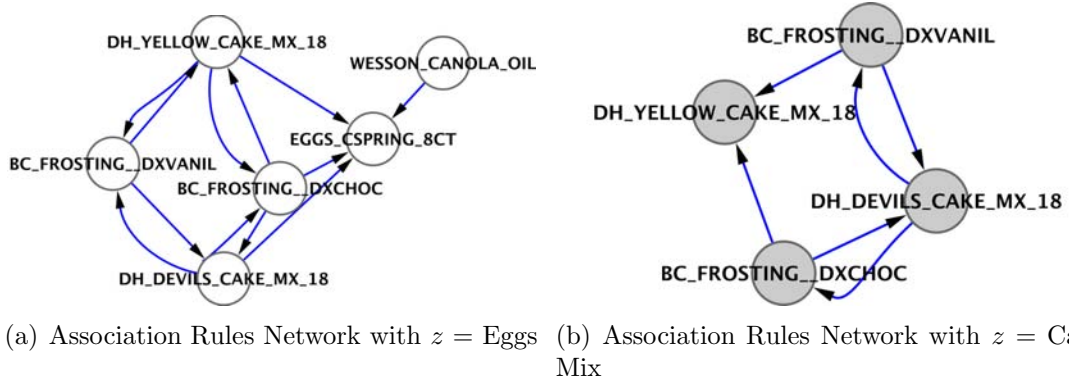 DH_YELLOW_CAKE_MX_18
WESSON_CANOLA_OIL
EGGS_CSPRING_8CT
BC_FROSTING__DXVANIL
BC_FROSTING__DXCHOC
DH_DEVILS_CAKE_MX_18
BC_FROSTING__DXVANIL
DH_YELLOW_CAKE_MX_18
DH_DEVILS_CAKE_MX_18
BC_FROSTING__DXCHOC
(a) Association Rules Network with z = Eggs
(b) Association Rules Network with z = Ca
Mix